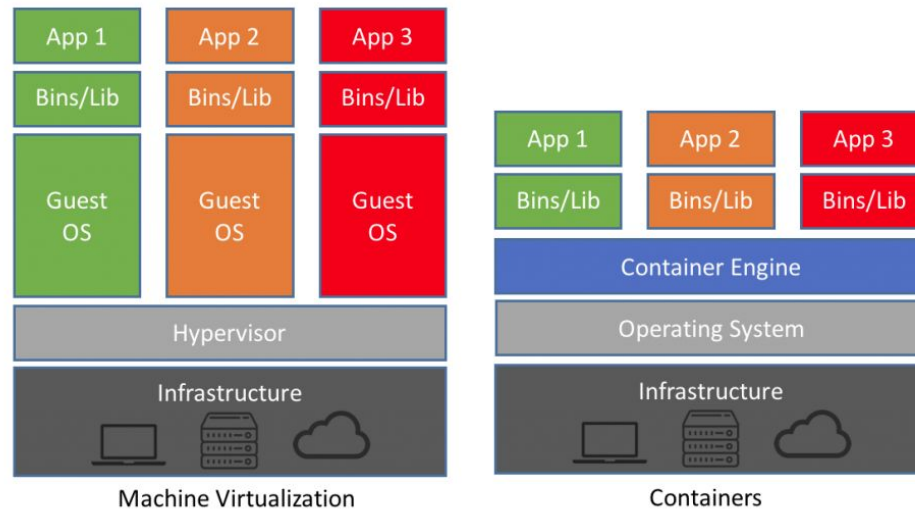 App 1
App 2
App 3
Bins/Lib
Bins/Lib
Bins/Lib
Guest
OS
Guest
OS
Guest
OS
Hypervisor
Infrastructure
Machine Virtualization
App 1
App 2
App 3
Bins/Lib
Bins/Lib
Bins/Lib
Container Engine
Operating System
Infrastructure
Containers